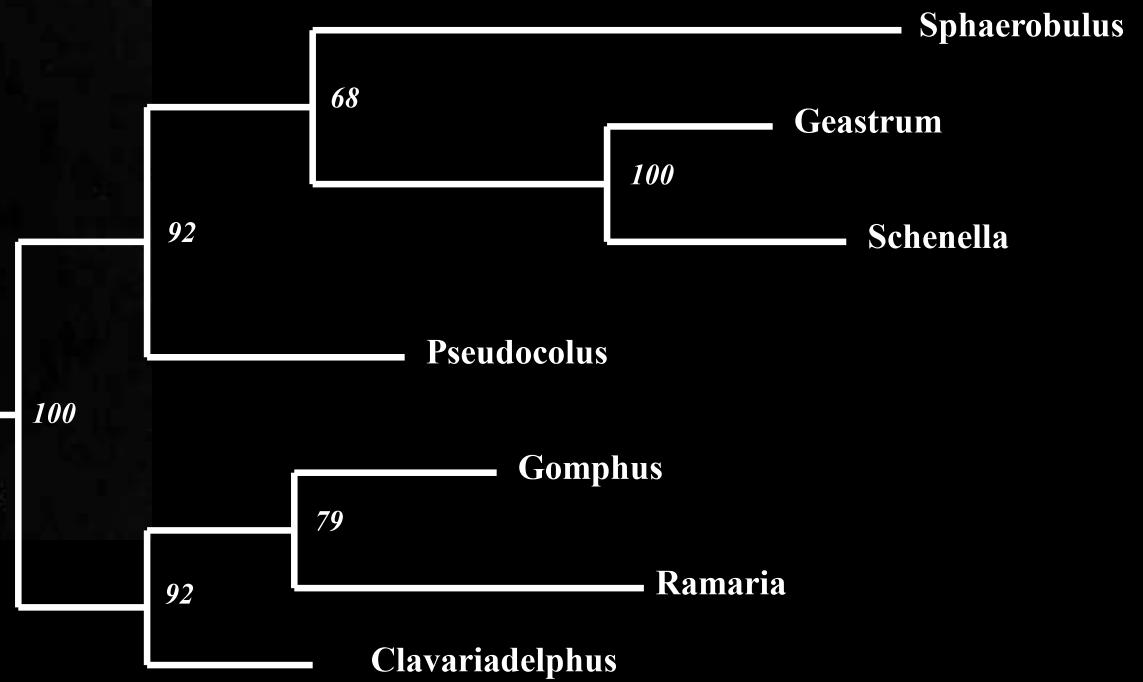 Sphaerobulus
68
Geastrum
100
Schenella
92
Pseudocolus
100
Gomphus
79
Ramaria
92
Clavariadelphus